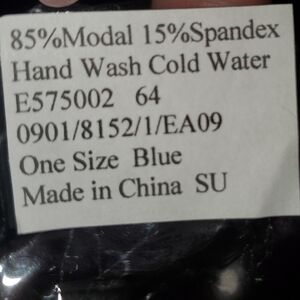 85%Modal 15%Spandex
Hand Wash Cold Water
E575002 64
0901/8152/1/EA09
One Size Blue
Made in China SU